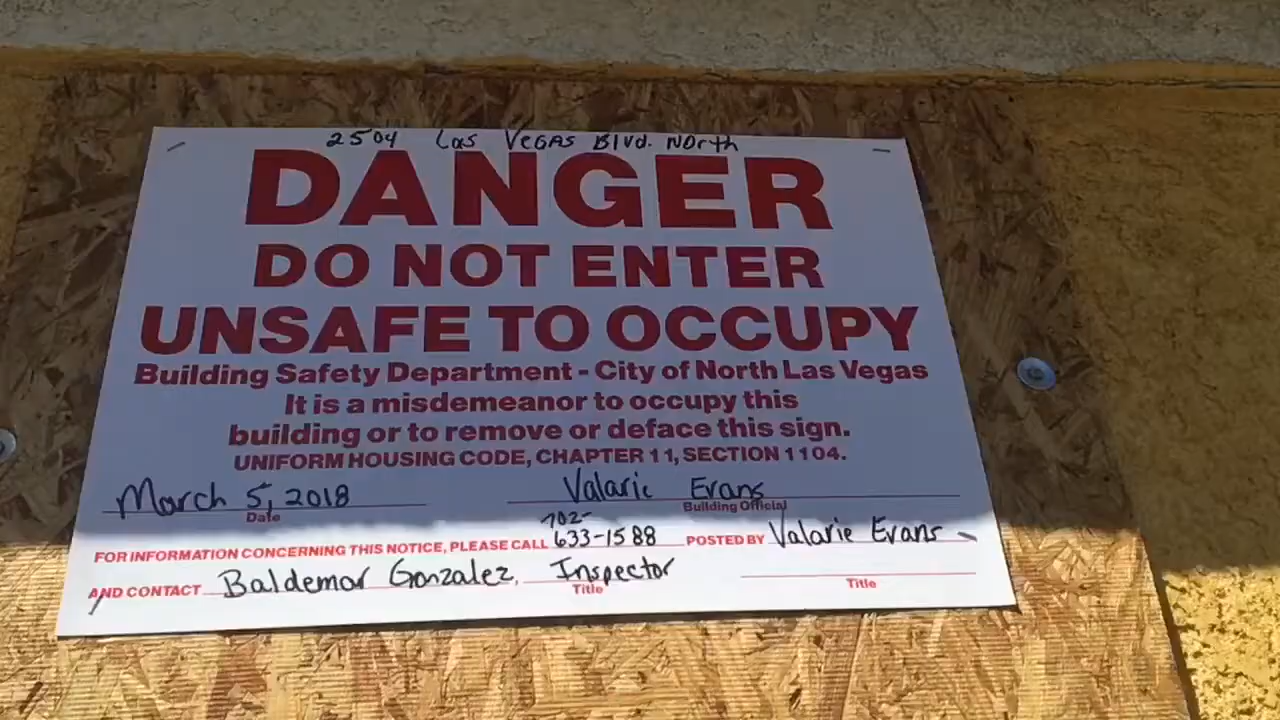 2504 Las Vegas Blvd. North
DANGER
DO NOT ENTER
UNSAFE TO OCCUPY
Building Safety Department - City of North Las Vegas
It is a misdemeanor to occupy this
building or to remove or deface this sign.
UNIFORM HOUSING CODE, CHAPTER 11, SECTION 1104.
March 5, 2018 Valarie Evans
Date Building Official
702-
FOR INFORMATION CONCERNING THIS NOTICE, PLEASE CALL 633-1588 POSTED BY Valarie Evans
AND CONTACT Baldemar Gonzalez, Inspector
Title Title